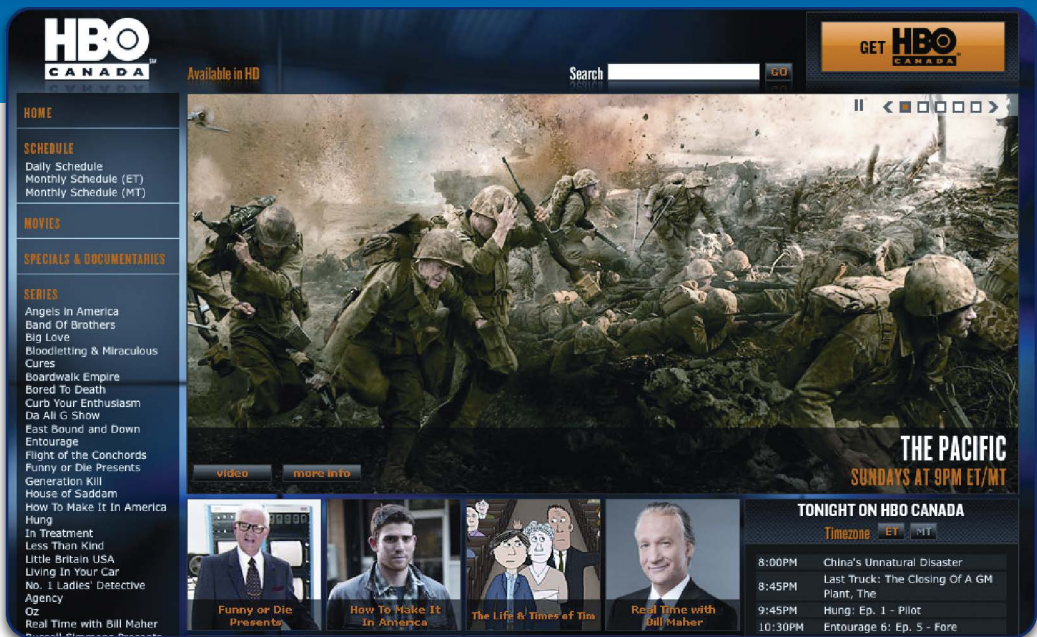 HBO
CANADA
SM
Available in HD
Search
GO
GET HBO
CANADA
HOME
SCHEDULE
Daily Schedule
Monthly Schedule (ET)
Monthly Schedule (MT)
MOVIES
SPECIALS & DOCUMENTARIES
SERIES
Angels in America
Band Of Brothers
Big Love
Bloodletting & Miraculous
Cures
Boardwalk Empire
Bored To Death
Curb Your Enthusiasm
Da Ali G Show
East Bound and Down
Entourage
Flight of the Conchords
Funny or Die Presents
Generation Kill
House of Saddam
How To Make It In America
Hung
In Treatment
Less Than Kind
Little Britain USA
Living In Your Car
No. 1 Ladies' Detective
Agency
Oz
Real Time with Bill Maher
Russell Simmons Presents
video
more info
THE PACIFIC
SUNDAYS AT 9PM ET/MT
Funny or Die
Presents
How To Make It
In America
The Life & Times of Tim
Real Time with
Bill Maher
TONIGHT ON HBO CANADA
Timezone ET MT
8:00PM China's Unnatural Disaster
8:45PM Last Truck: The Closing Of A GM
Plant, The
9:45PM Hung: Ep. 1 - Pilot
10:30PM Entourage 6: Ep. 5 - Fore